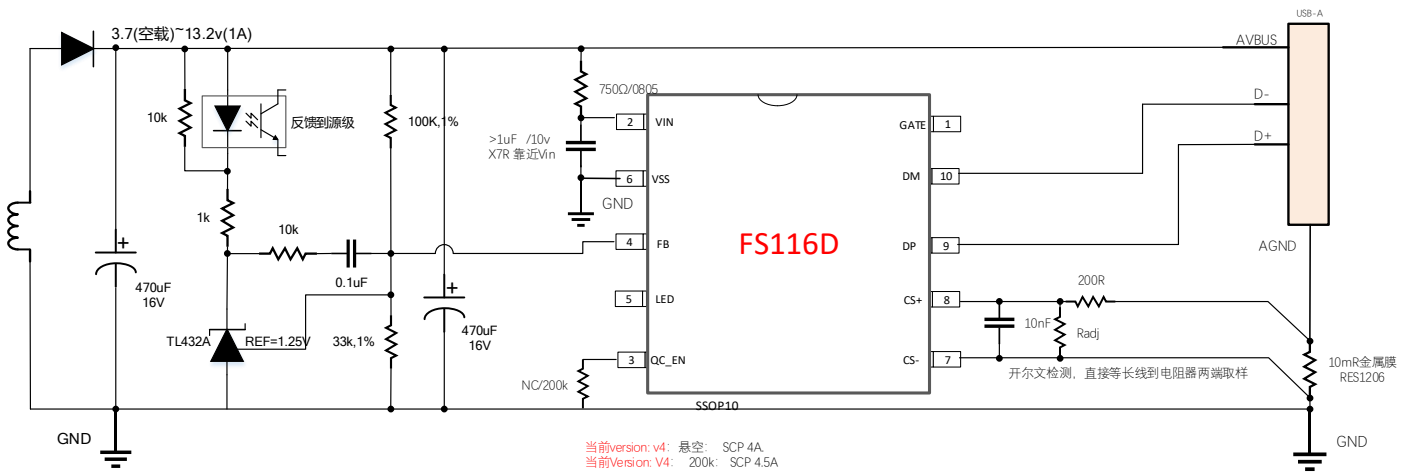 USB-A
3.7(空载)~13.2v(1A)
AVBUS
750Ω/0805
10k
反馈到源级
100K,1%
>1uF /10v
X7R 靠近Vin
2
VIN
GATE
1
D-
D+
6
VSS
DM
10
GND
1k
10k
4
FB
FS116D
DP
9
AGND
0.1uF
470uF
16V
5
LED
CS+
8
200R
10nF
Radj
TL432A
REF=1.25V
33k,1%
470uF
16V
3
QC_EN
CS-
7
NC/200k
开尔文检测，直接等长线到电阻器两端取样
10mR金属膜
RES1206
SSOP10
GND
GND
当前version: v4: 悬空: SCP 4A.
当前Version: V4: 200k: SCP 4.5A